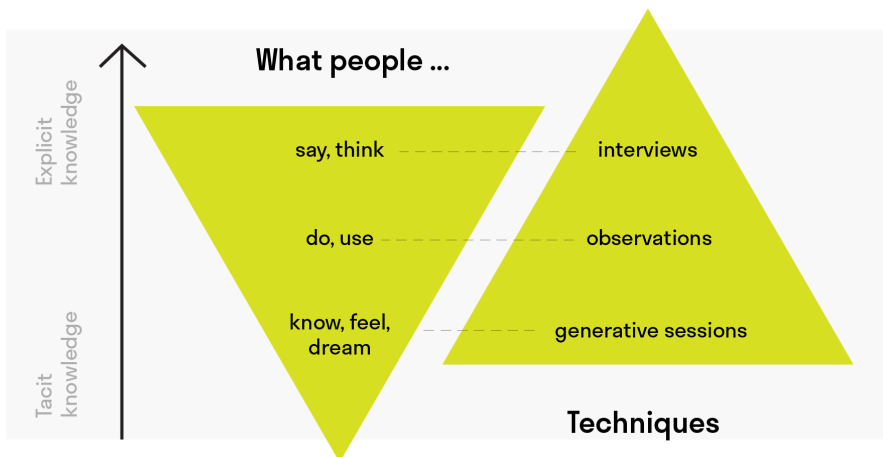 What people ...
Explicit
knowledge
say, think
interviews
do, use
observations
know, feel,
dream
generative sessions
Tacit
knowledge
Techniques